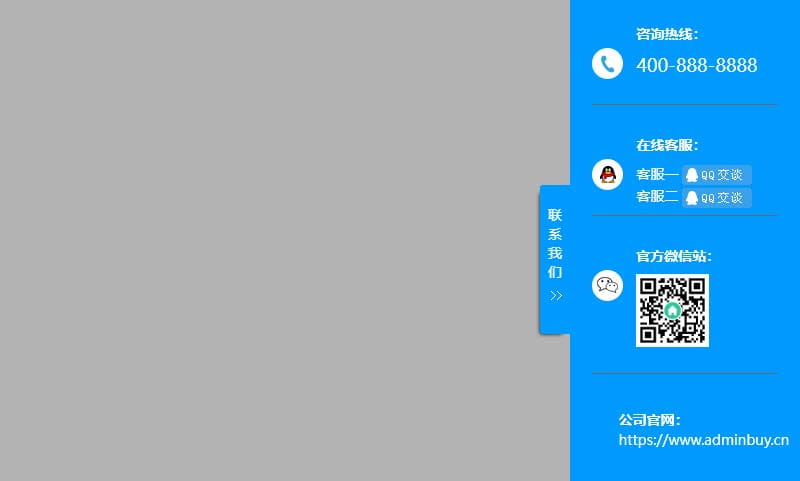 咨询热线：
400-888-8888
在线客服：
客服一 QQ交谈
客服二 QQ交谈
联
系
我
们
>>
官方微信站：
公司官网：
https://www.adminbuy.cn